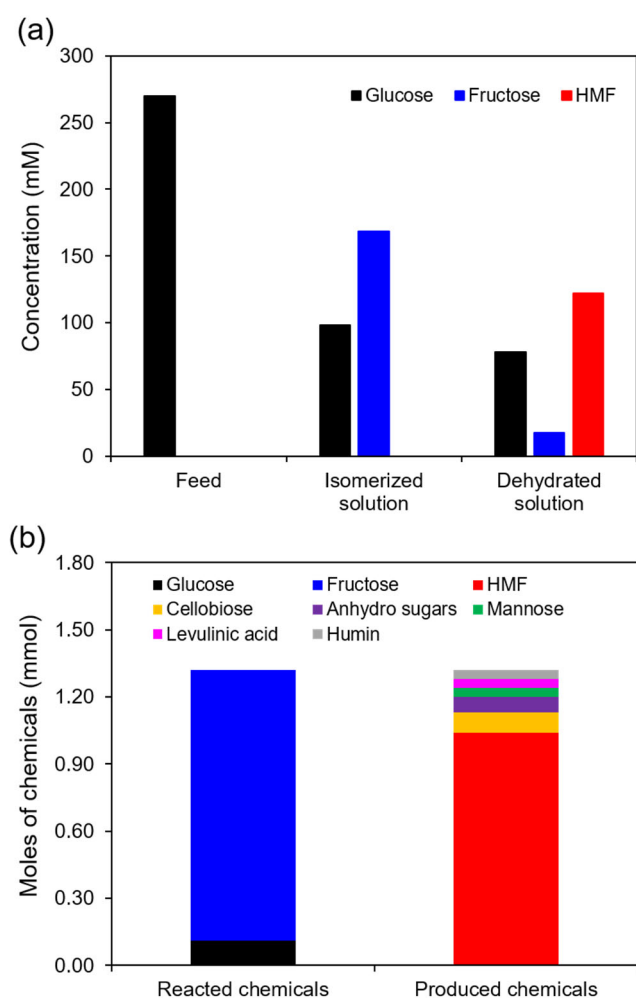 (a)
300
250
200
150
100
50
0
Concentration (mM)
Glucose Fructose HMF
Feed
Isomerized
solution
Dehydrated
solution
(b)
1.80
1.50
1.20
0.90
0.60
0.30
0.00
Moles of chemicals (mmol)
Glucose Fructose HMF
Cellobiose Anhydro sugars Mannose
Levulinic acid Humin
Reacted chemicals Produced chemicals